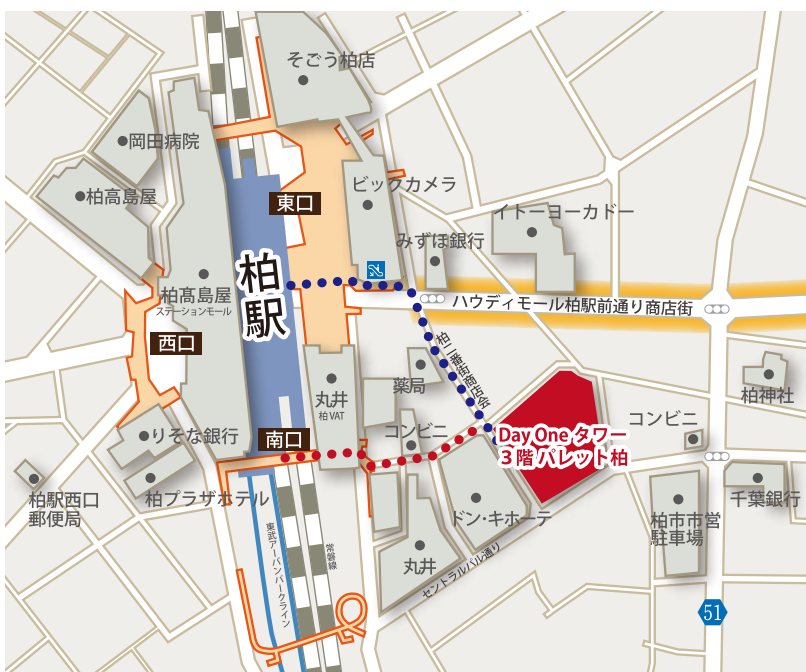 そごう柏店
岡田病院
柏高島屋
ビックカメラ
東口
イトーヨーカドー
みずほ銀行
柏駅
柏髙島屋
ステーションモール
ハウディモール柏駅前通り商店街
西口
柏二番街商店会
丸井
柏VAT
薬局
柏神社
コンビニ
コンビニ
りそな銀行
南口
Day One タワー
3階 パレット柏
柏駅西口
郵便局
柏プラザホテル
ドン・キホーテ
柏市市営
駐車場
千葉銀行
東武アーバンパークライン
常磐線
丸井
セントラルパル通り
51